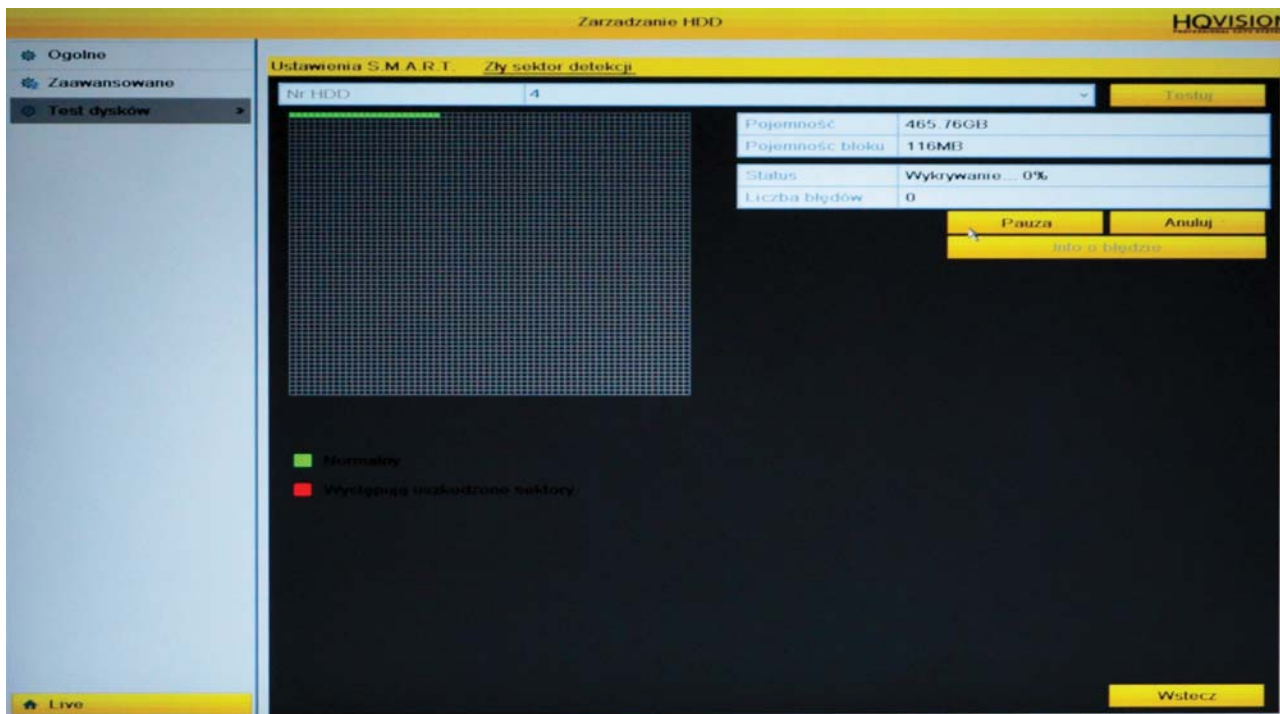 Zarzadzanie HDD
HQVISION
Ogolne
Zaawansowane
Test dysków >
Ustawienia S.M.A.R.T. Zły sektor detekcji
Nr HDD 4 Testuj
Pojemność 465.76GB
Pojemność bloku 116MB
Status Wykrywanie... 0%
Liczba błędów 0
Pauza Anuluj
Info o błędzie
Normalny
Występują uszkodzone sektory
Live
Wstecz